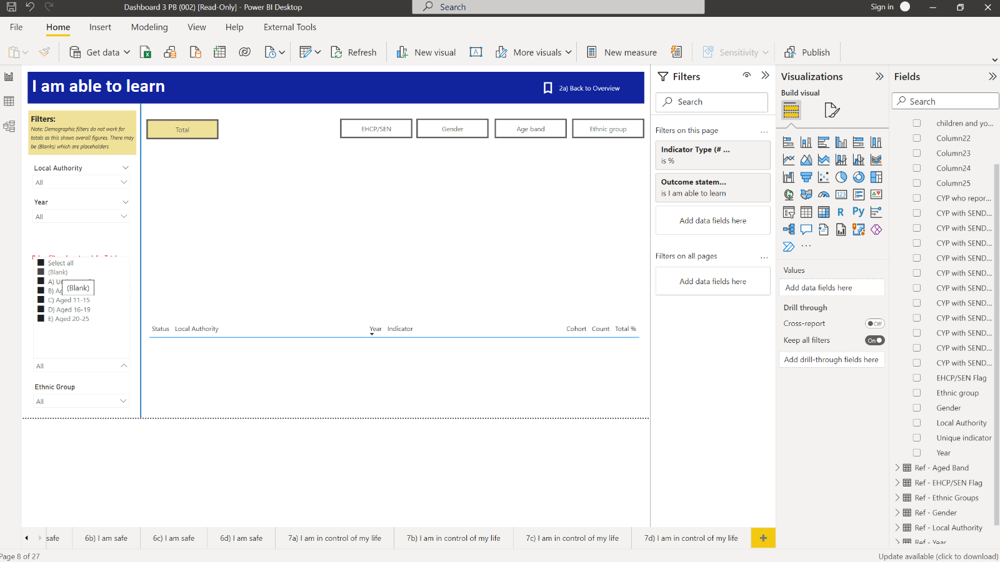 Dashboard 3 PB (002) [Read-Only] - Power BI Desktop
Search
Sign in
File
Home
Insert
Modeling
View
Help
External Tools
Get data
Refresh
New visual
More visuals
New measure
Sensitivity
Publish
I am able to learn
2a) Back to Overview
Filters:
Note: Demographic filters do not work for
totals as this shows overall figures. There may
be (Blanks) which are placeholders
Local Authority
All
Year
All
Select all
(Blank)
A)
B)
(Blank)
C) Aged 11-15
D) Aged 16-19
E) Aged 20-25
All
Ethnic Group
All
Total
EHCP/SEN
Gender
Age band
Ethnic group
Status Local Authority Year Indicator Cohort Count Total %
Filters
Search
Filters on this page
...
Indicator Type (# ...
is %
Outcome statem...
is I am able to learn
Add data fields here
Filters on all pages
...
Add data fields here
Visualizations
Build visual
123
R
Py
...
Values
Add data fields here
Drill through
Cross-report
Off
Keep all filters
On
Add drill-through fields here
Fields
Search
children and yo...
Column22
Column23
Column24
Column25
CYP who repor...
CYP with SEND...
CYP with SEND...
CYP with SEND...
CYP with SEND...
CYP with SEND...
CYP with SEND...
CYP with SEND...
CYP with SEND...
CYP with SEND...
CYP with SEND...
CYP with SEND...
EHCP/SEN Flag
Ethnic group
Gender
Local Authority
Unique indicator
Year
Ref - Aged Band
Ref - EHCP/SEN Flag
Ref - Ethnic Groups
Ref - Gender
Ref - Local Authority
Ref - Year
safe
6b) I am safe
6c) I am safe
6d) I am safe
7a) I am in control of my life
7b) I am in control of my life
7c) I am in control of my life
7d) I am in control of my life
Page 8 of 27
Update available (click to download)